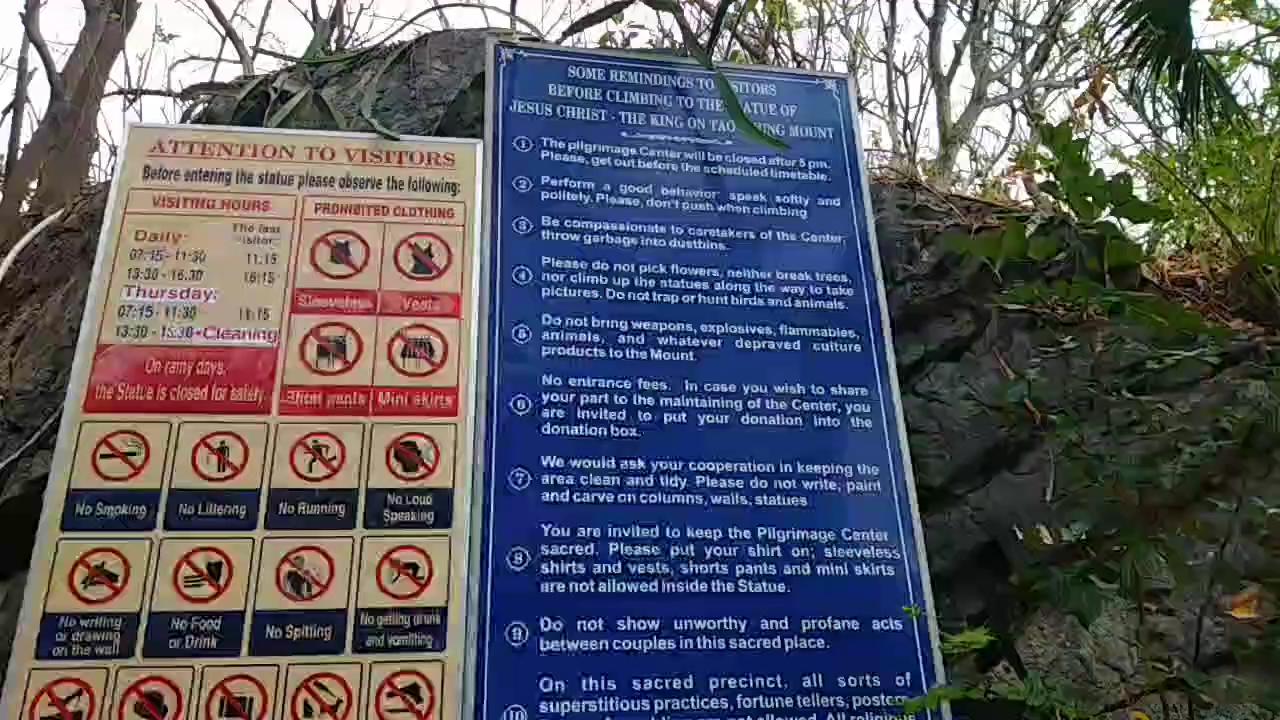 ATTENTION TO VISITORS
Before entering the statue please observe the following:
VISITING HOURS
The last visitor:
Daily:
07:15 - 11:30 11:15
13:30 - 16:30 16:15
Thursday:
07:15 - 11:30 11:15
13:30 - 15:30 • Cleaning
On rainy days,
the Statue is closed for safety
PROHIBITED CLOTHING
Sleeveless
Vests
Short pants
Mini skirts
No Smoking
No Littering
No Running
No Loud
Speaking
No writing
or drawing
on the wall
No Food
or Drink
No Spitting
No getting drunk
and vomitting
SOME REMINDINGS TO VISITORS
BEFORE CLIMBING TO THE STATUE OF
JESUS CHRIST - THE KING ON TAO PHUNG MOUNT
1 The pilgrimage Center will be closed after 5 pm.
Please, get out before the scheduled timetable.
2 Perform a good behavior speak softly and
politely. Please, don't push when climbing
3 Be compassionate to caretakers of the Center,
throw garbage into dustbins.
4 Please do not pick flowers, neither break trees,
nor climb up the statues along the way to take
pictures. Do not trap or hunt birds and animals.
5 Do not bring weapons, explosives, flammables,
animals, and whatever depraved culture
products to the Mount.
6 No entrance fees. In case you wish to share
your part to the maintaining of the Center, you
are invited to put your donation into the
donation box.
7 We would ask your cooperation in keeping the
area clean and tidy. Please do not write, paint
and carve on columns, walls, statues.
8 You are invited to keep the Pilgrimage Center
sacred. Please put your shirt on; sleeveless
shirts and vests, shorts pants and mini skirts
are not allowed inside the Statue.
9 Do not show unworthy and profane acts
between couples in this sacred place.
10 On this sacred precinct, all sorts of
superstitious practices, fortune tellers, posters
are not allowed. All religious